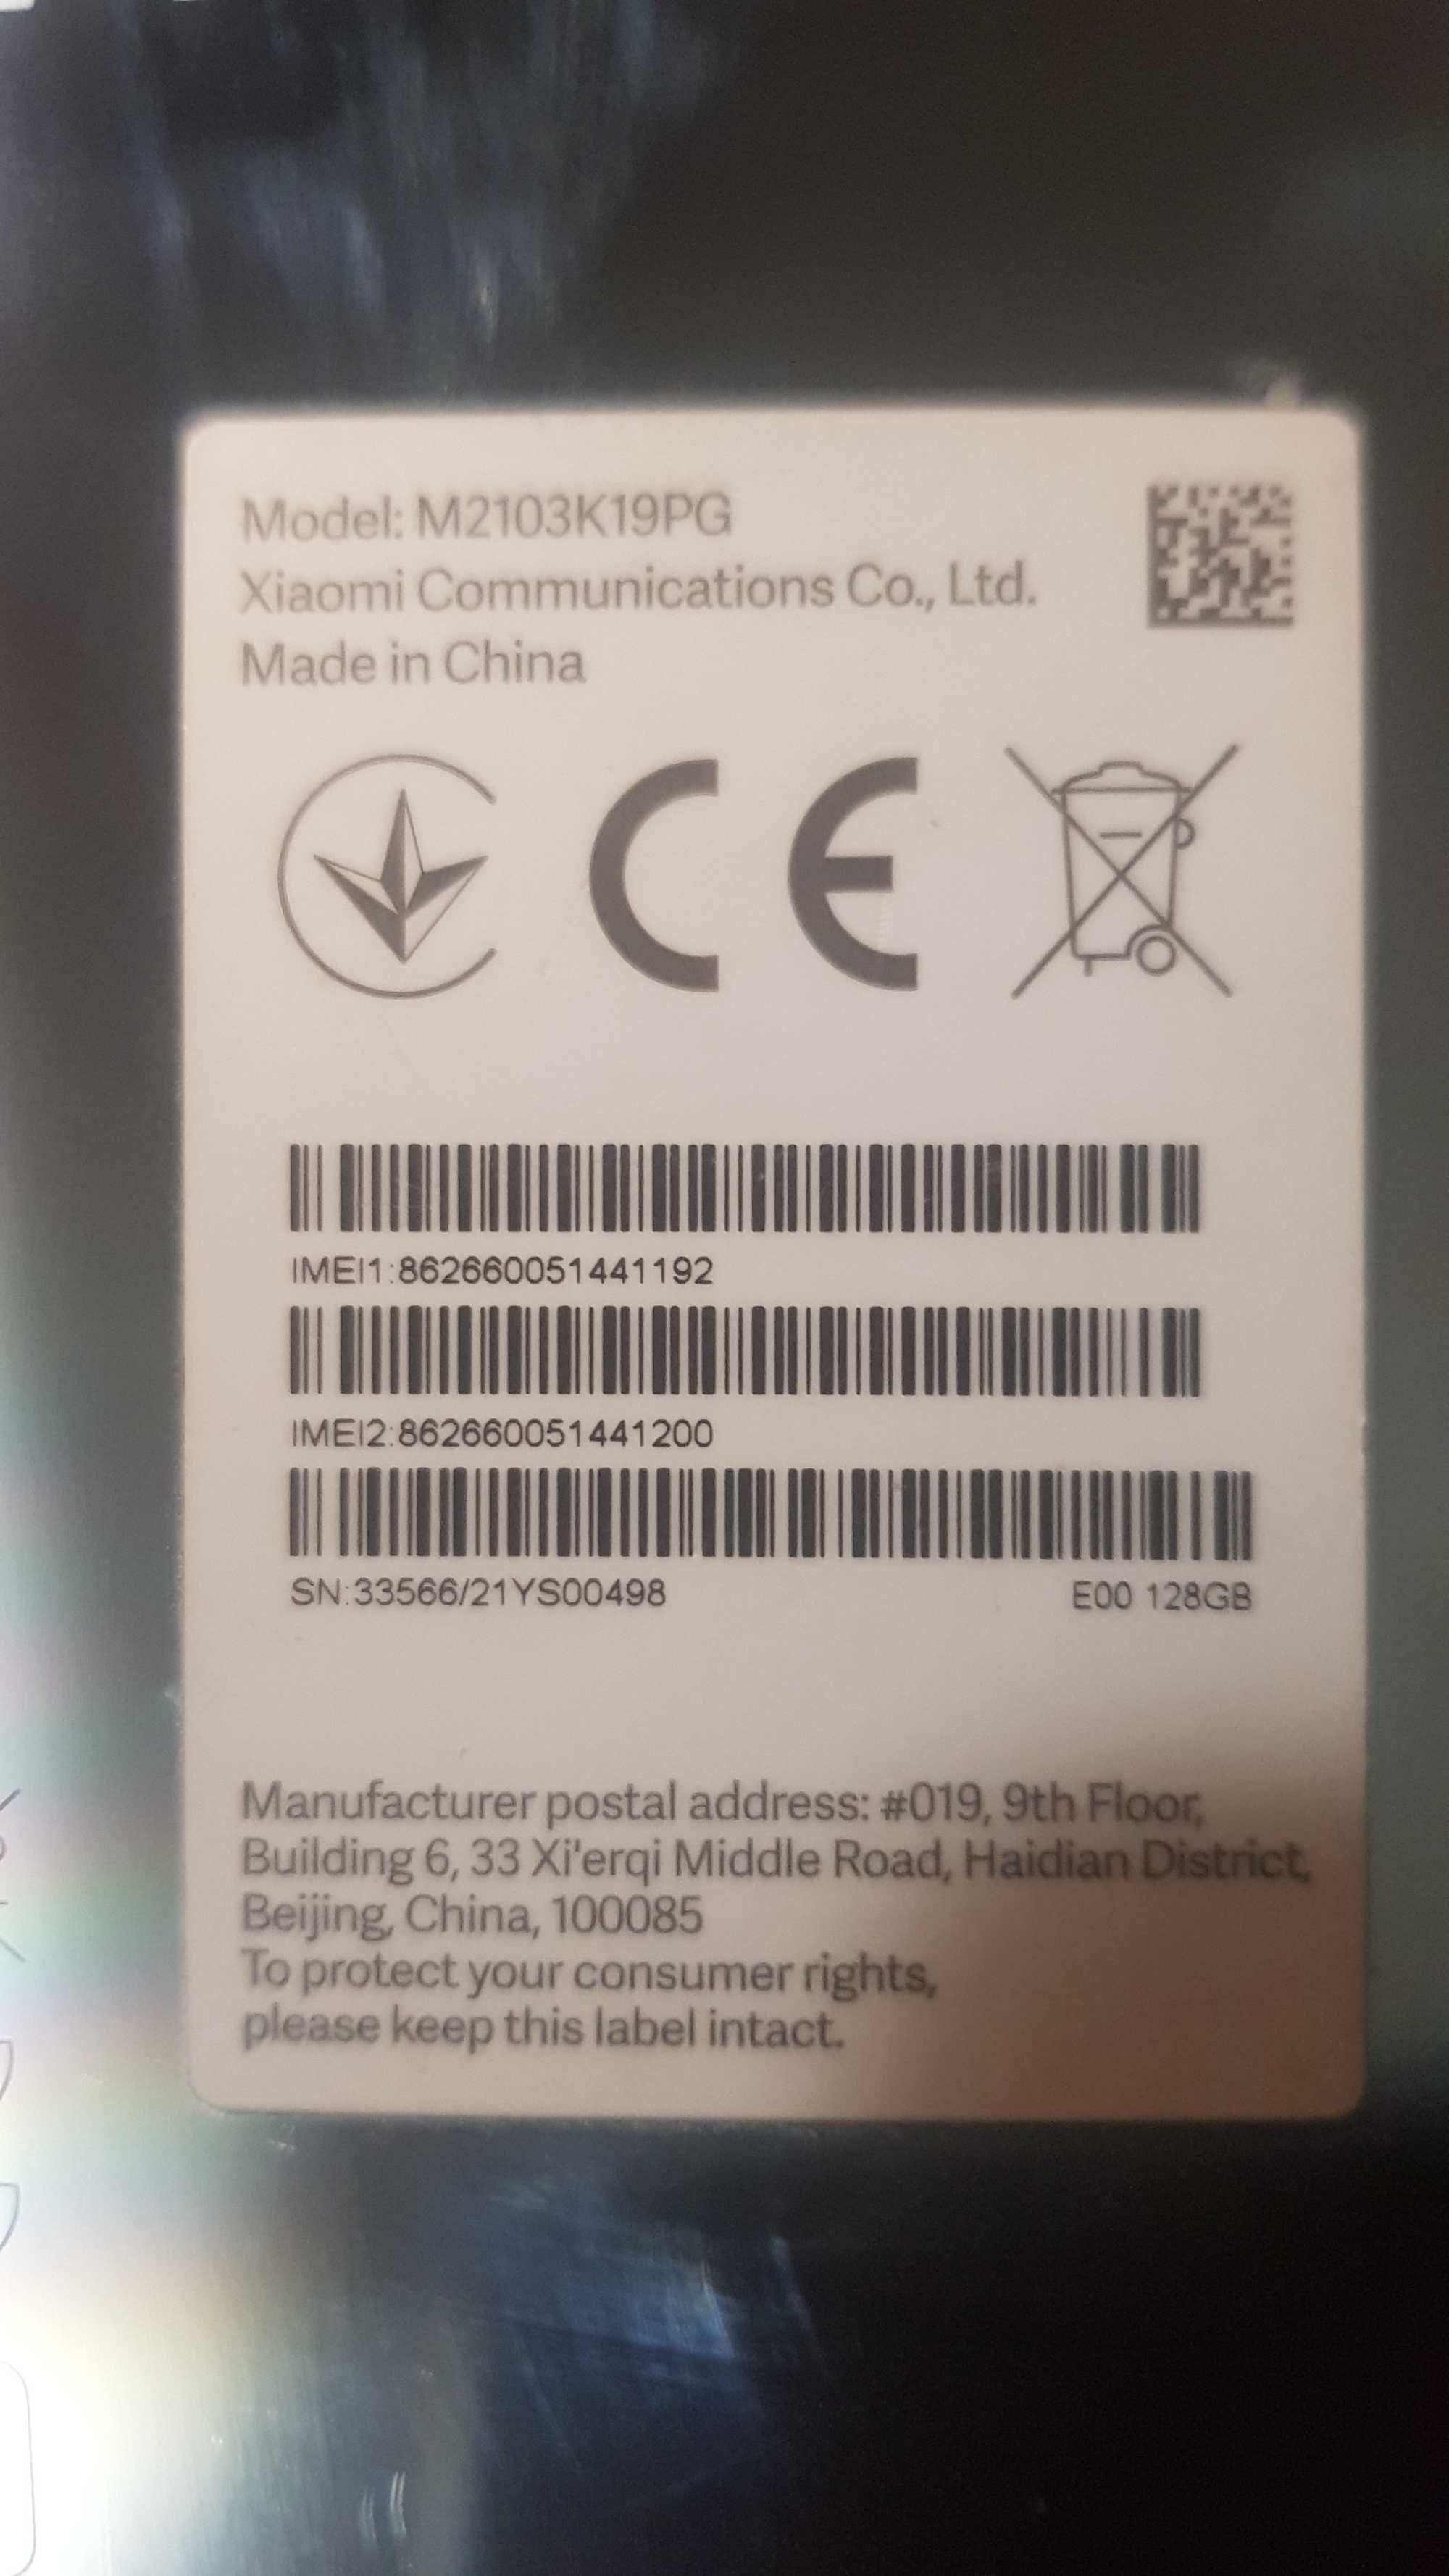 Model: M2103K19PG
Xiaomi Communications Co., Ltd.
Made in China
CE
IMEI1:862660051441192
IMEI2:862660051441200
SN:33566/21YS00498 E00 128GB
Manufacturer postal address: #019, 9th Floor,
Building 6, 33 Xi'erqi Middle Road, Haidian District,
Beijing, China, 100085
To protect your consumer rights,
please keep this label intact.